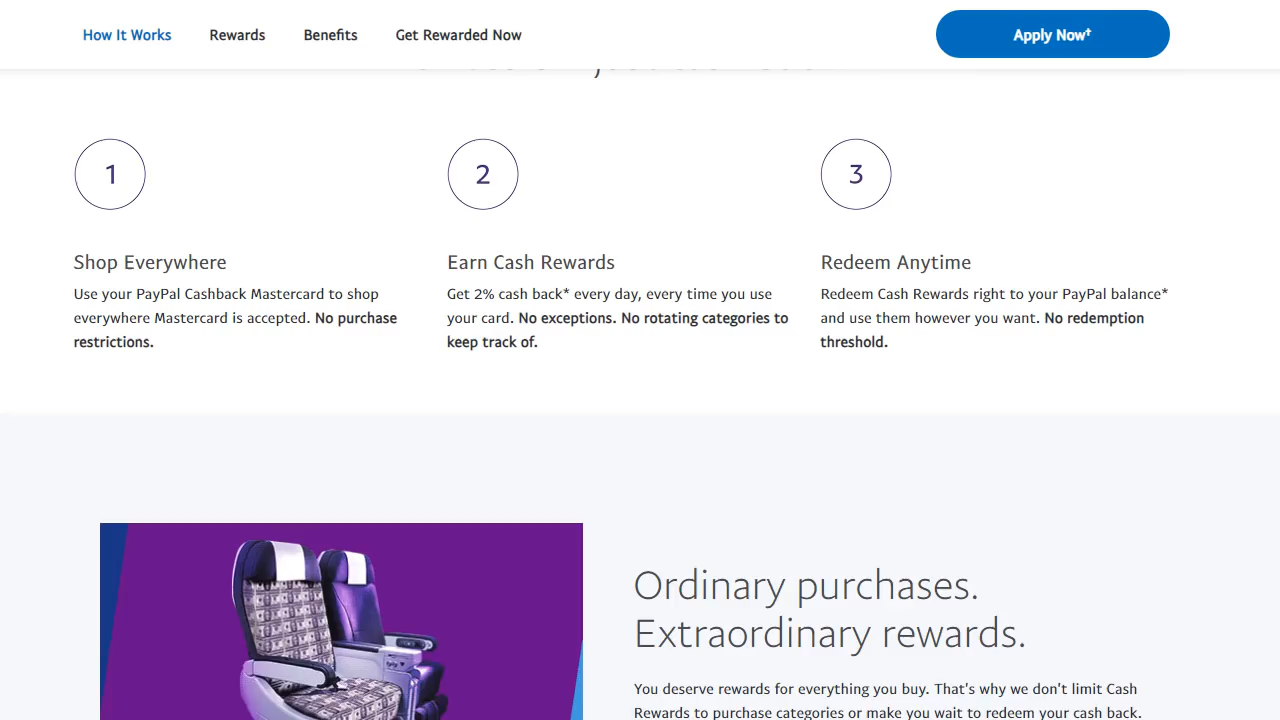 How It Works Rewards Benefits Get Rewarded Now Apply Now†
1
2
3
Shop Everywhere
Use your PayPal Cashback Mastercard to shop
everywhere Mastercard is accepted. No purchase
restrictions.
Earn Cash Rewards
Get 2% cash back* every day, every time you use
your card. No exceptions. No rotating categories to
keep track of.
Redeem Anytime
Redeem Cash Rewards right to your PayPal balance*
and use them however you want. No redemption
threshold.
Ordinary purchases.
Extraordinary rewards.
You deserve rewards for everything you buy. That's why we don't limit Cash
Rewards to purchase categories or make you wait to redeem your cash back.